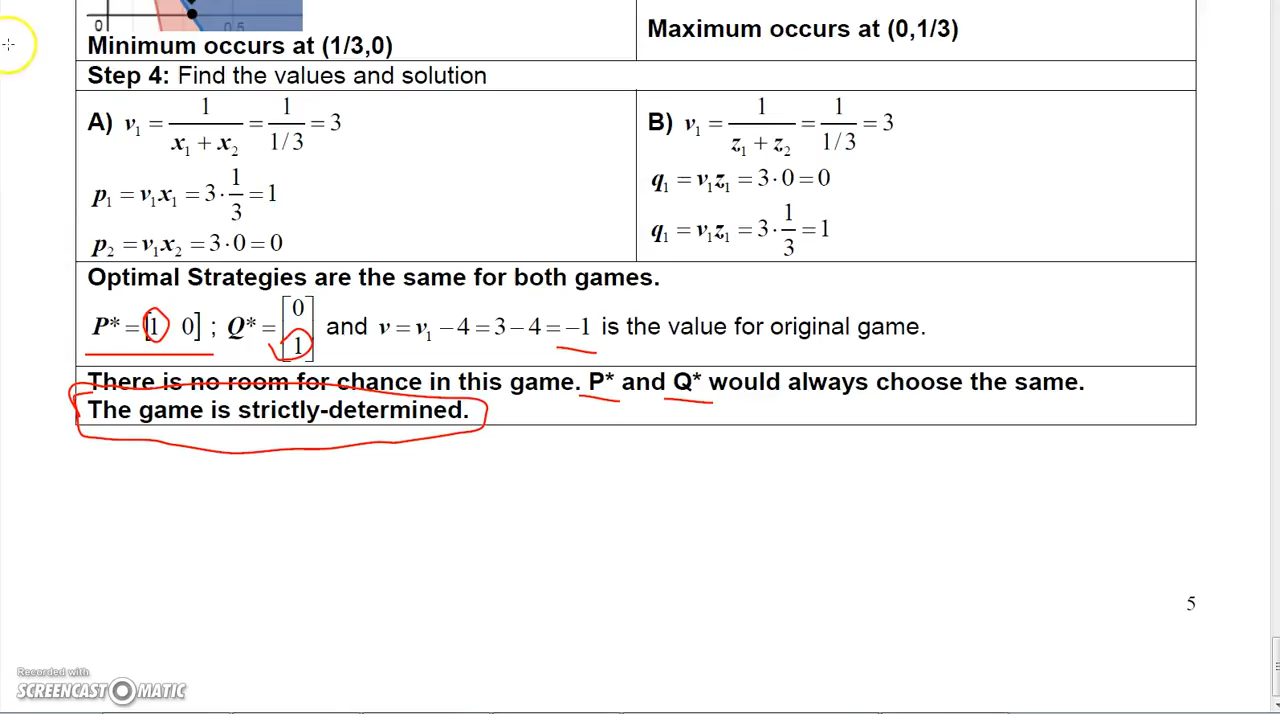 0 0.5
Minimum occurs at (1/3,0)
Maximum occurs at (0,1/3)
Step 4: Find the values and solution
A) v₁ = 1/(x₁ + x₂) = 1/(1/3) = 3
p₁ = v₁x₁ = 3·1/3 = 1
p₂ = v₁x₂ = 3·0 = 0
B) v₁ = 1/(z₁ + z₂) = 1/(1/3) = 3
q₁ = v₁z₁ = 3·0 = 0
q₁ = v₁z₁ = 3·1/3 = 1
Optimal Strategies are the same for both games.
P* = [1 0] ; Q* = [0 1] and v = v₁ − 4 = 3 − 4 = −1 is the value for original game.
There is no room for chance in this game. P* and Q* would always choose the same.
The game is strictly-determined.
5
Recorded with
SCREENCAST MATIC